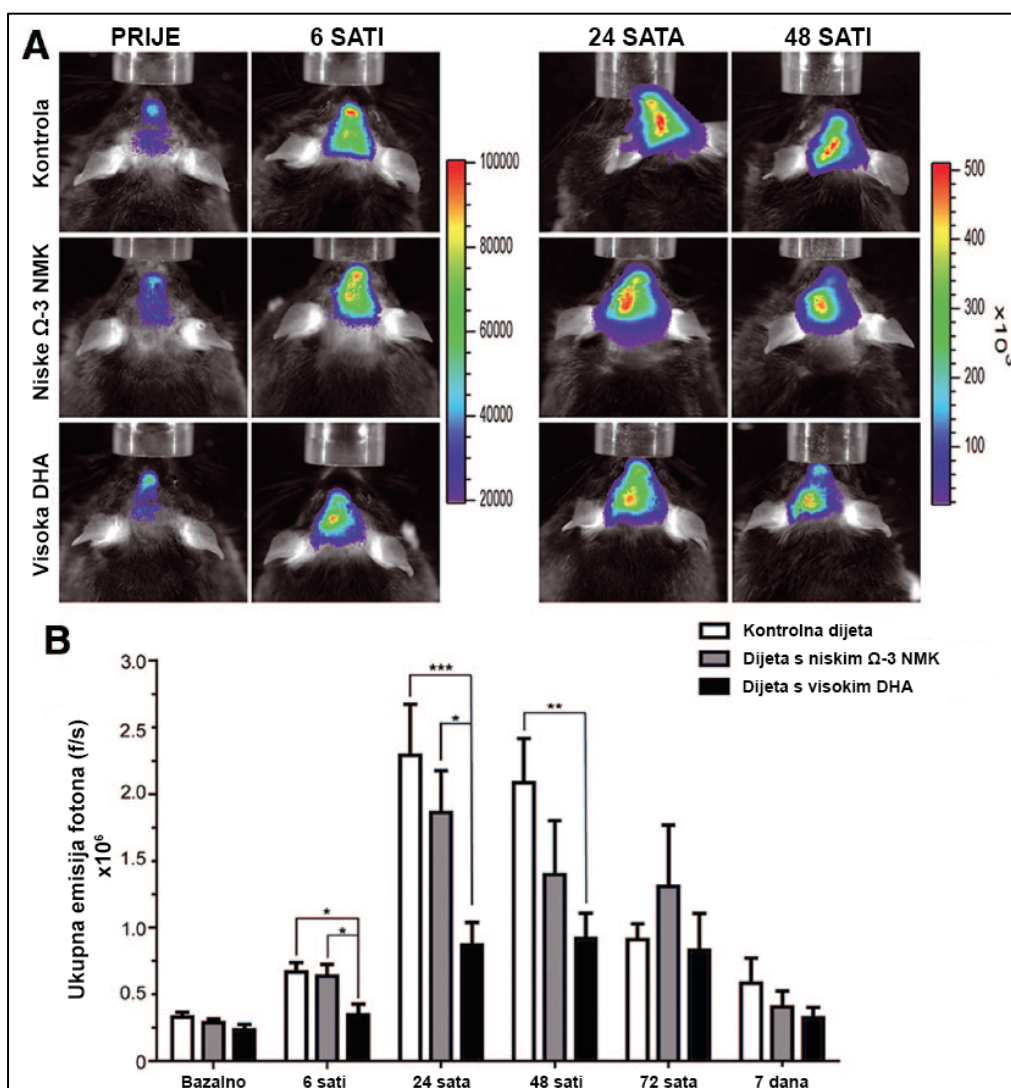 A
PRIJE
6 SATI
24 SATA
48 SATI
Kontrola
Niske Ω-3 NMK
Visoka DHA
100000
80000
60000
40000
20000
500
400
300
200
100
×10³
B
Kontrolna dijeta
Dijeta s niskim Ω-3 NMK
Dijeta s visokim DHA
Ukupna emisija fotona (f/s)
x10⁶
3.0
2.5
2.0
1.5
1.0
0.5
0
***
*
**
*
*
Bazalno
6 sati
24 sata
48 sati
72 sata
7 dana